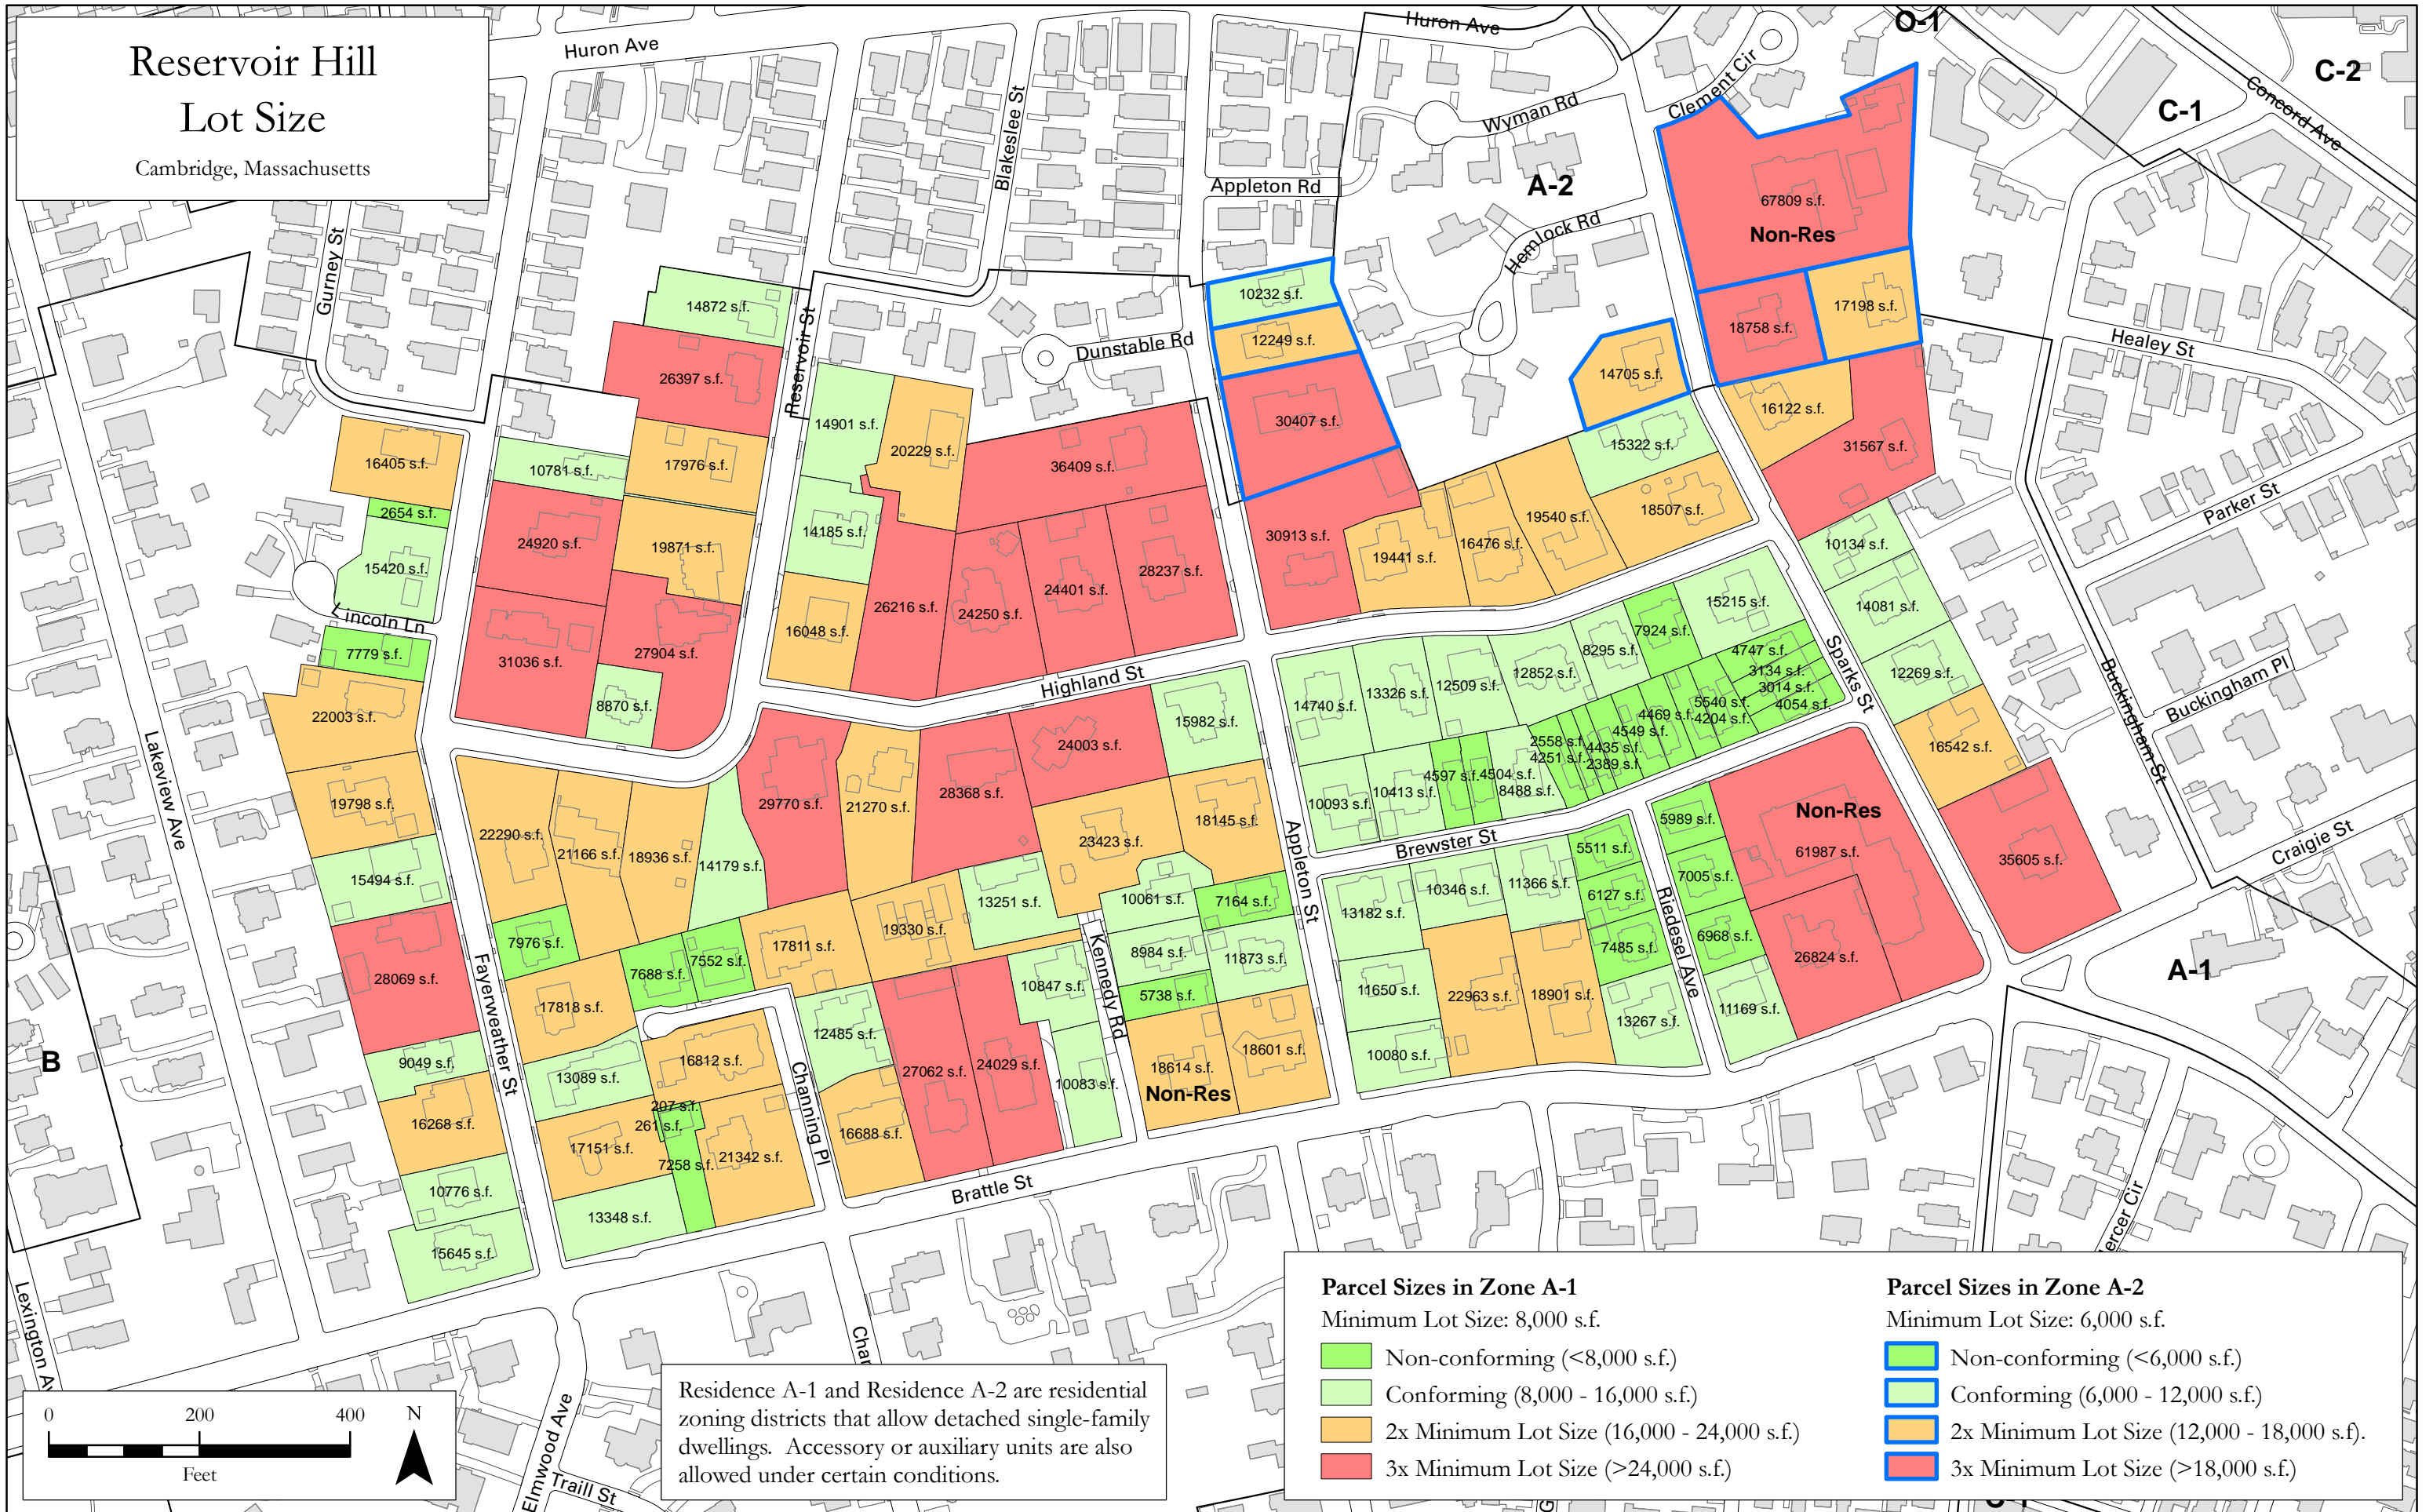 Reservoir Hill
Lot Size
Cambridge, Massachusetts
Huron Ave
Huron Ave
O-1
C-2
C-1
Concord Ave
Clement Cir
Wyman Rd
Blakeslee St
Appleton Rd
A-2
Hemlock Rd
Gurney St
Reservoir St
Dunstable Rd
Healey St
Parker St
Buckingham Pl
Buckingham St
Craigie St
Sparks St
Lincoln Ln
Lakeview Ave
Highland St
Appleton St
Brewster St
Riedesel Ave
Kennedy Rd
Fayerweather St
Channing Pl
Brattle St
A-1
B
Lexington Av
Elmwood Ave
Traill St
Char
ercer Cir
67809 s.f.
Non-Res
18758 s.f.
17198 s.f.
10232 s.f.
12249 s.f.
30407 s.f.
14705 s.f.
14872 s.f.
26397 s.f.
17976 s.f.
10781 s.f.
24920 s.f.
19871 s.f.
31036 s.f.
27904 s.f.
8870 s.f.
16405 s.f.
2654 s.f.
15420 s.f.
7779 s.f.
22003 s.f.
19798 s.f.
15494 s.f.
28069 s.f.
9049 s.f.
16268 s.f.
10776 s.f.
15645 s.f.
14901 s.f.
20229 s.f.
14185 s.f.
16048 s.f.
26216 s.f.
36409 s.f.
24250 s.f.
24401 s.f.
28237 s.f.
30913 s.f.
19441 s.f.
16476 s.f.
19540 s.f.
15322 s.f.
18507 s.f.
16122 s.f.
31567 s.f.
10134 s.f.
14081 s.f.
12269 s.f.
16542 s.f.
35605 s.f.
14740 s.f.
13326 s.f.
12509 s.f.
12852 s.f.
8295 s.f.
7924 s.f.
15215 s.f.
4747 s.f.
3134 s.f.
3014 s.f.
4054 s.f.
5540 s.f.
4204 s.f.
4469 s.f.
4549 s.f.
4435 s.f.
2389 s.f.
2558 s.f.
4251 s.f.
4504 s.f.
8488 s.f.
4597 s.f.
10413 s.f.
10093 s.f.
22290 s.f.
21166 s.f.
18936 s.f.
14179 s.f.
29770 s.f.
21270 s.f.
28368 s.f.
24003 s.f.
15982 s.f.
23423 s.f.
18145 s.f.
7976 s.f.
7688 s.f.
7552 s.f.
17811 s.f.
19330 s.f.
13251 s.f.
10061 s.f.
7164 s.f.
8984 s.f.
11873 s.f.
5738 s.f.
18614 s.f.
Non-Res
18601 s.f.
17818 s.f.
13089 s.f.
16812 s.f.
207 s.f.
261 s.f.
17151 s.f.
7258 s.f.
21342 s.f.
13348 s.f.
12485 s.f.
16688 s.f.
27062 s.f.
24029 s.f.
10847 s.f.
10083 s.f.
13182 s.f.
10346 s.f.
11366 s.f.
5511 s.f.
6127 s.f.
7485 s.f.
11650 s.f.
22963 s.f.
18901 s.f.
13267 s.f.
10080 s.f.
5989 s.f.
7005 s.f.
6968 s.f.
11169 s.f.
Non-Res
61987 s.f.
26824 s.f.
0 200 400
Feet
N
Residence A-1 and Residence A-2 are residential
zoning districts that allow detached single-family
dwellings. Accessory or auxiliary units are also
allowed under certain conditions.
Parcel Sizes in Zone A-1
Minimum Lot Size: 8,000 s.f.
Non-conforming (<8,000 s.f.)
Conforming (8,000 - 16,000 s.f.)
2x Minimum Lot Size (16,000 - 24,000 s.f.)
3x Minimum Lot Size (>24,000 s.f.)
Parcel Sizes in Zone A-2
Minimum Lot Size: 6,000 s.f.
Non-conforming (<6,000 s.f.)
Conforming (6,000 - 12,000 s.f.)
2x Minimum Lot Size (12,000 - 18,000 s.f).
3x Minimum Lot Size (>18,000 s.f.)